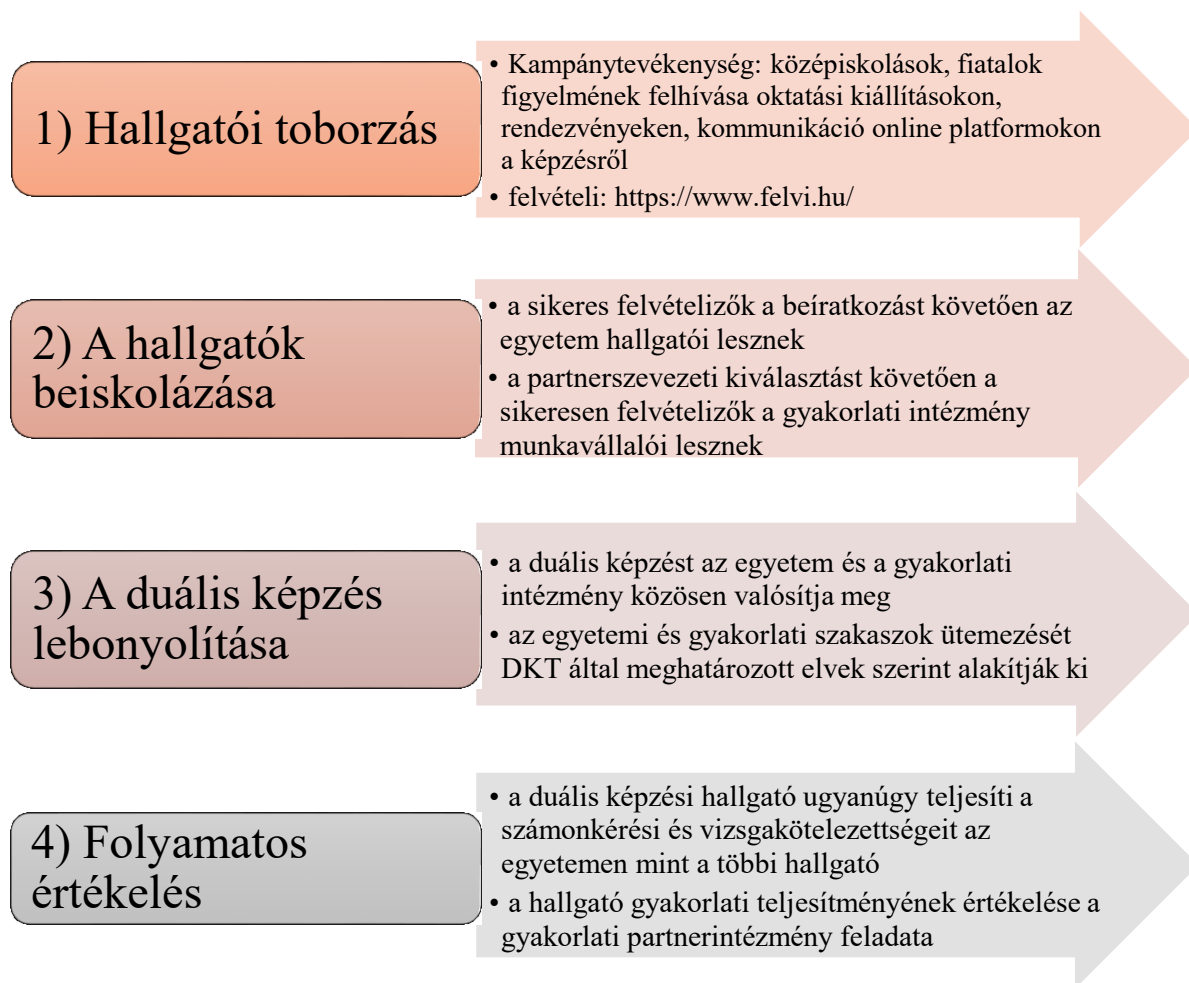 1) Hallgatói toborzás
• Kampánytevékenység: középiskolások, fiatalok
figyelmének felhívása oktatási kiállításokon,
rendezvényeken, kommunikáció online platformokon
a képzésről
• felvételi: https://www.felvi.hu/
2) A hallgatók
beiskolázása
• a sikeres felvételizők a beíratkozást követően az
egyetem hallgatói lesznek
• a partnerszevezeti kiválasztást követően a
sikeresen felvételizők a gyakorlati intézmény
munkavállalói lesznek
3) A duális képzés
lebonyolítása
• a duális képzést az egyetem és a gyakorlati
intézmény közösen valósítja meg
• az egyetemi és gyakorlati szakaszok ütemezését
DKT által meghatározott elvek szerint alakítják ki
4) Folyamatos
értékelés
• a duális képzési hallgató ugyanúgy teljesíti a
számonkérési és vizsgakötelezettségeit az
egyetemen mint a többi hallgató
• a hallgató gyakorlati teljesítményének értékelése a
gyakorlati partnerintézmény feladata